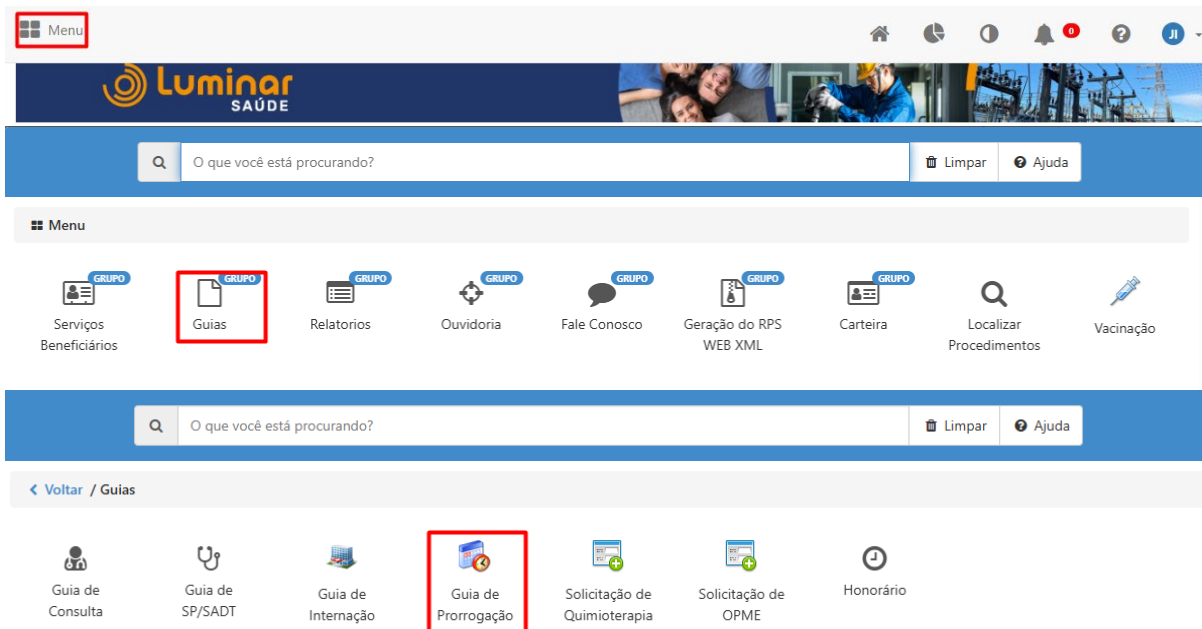 Menu
0
JI
Luminar
SAÚDE
O que você está procurando?
Limpar
Ajuda
Menu
GRUPO
Serviços
Beneficiários
GRUPO
Guias
GRUPO
Relatorios
GRUPO
Ouvidoria
GRUPO
Fale Conosco
GRUPO
Geração do RPS
WEB XML
GRUPO
Carteira
Localizar
Procedimentos
Vacinação
O que você está procurando?
Limpar
Ajuda
Voltar / Guias
Guia de
Consulta
Guia de
SP/SADT
Guia de
Internação
Guia de
Prorrogação
Solicitação de
Quimioterapia
Solicitação de
OPME
Honorário